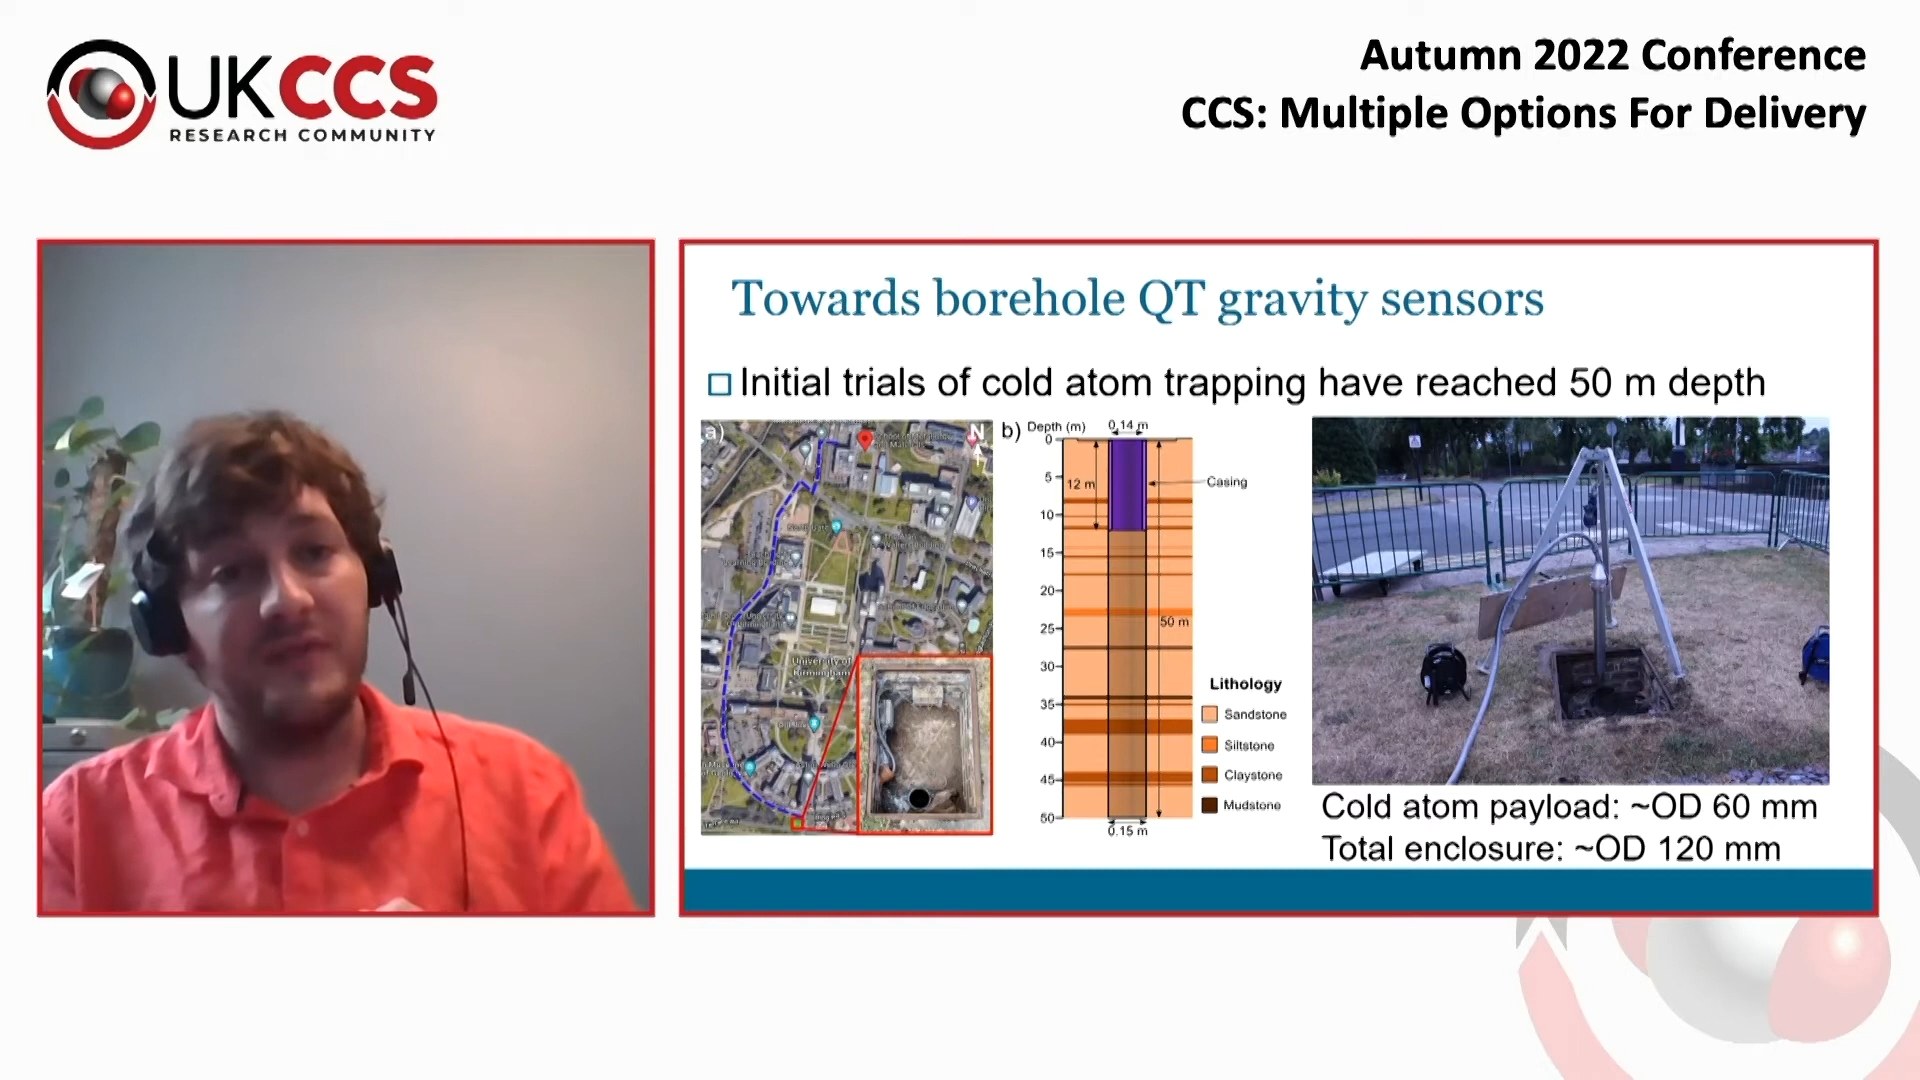 UKCCS
RESEARCH COMMUNITY
Autumn 2022 Conference
CCS: Multiple Options For Delivery
Towards borehole QT gravity sensors
Initial trials of cold atom trapping have reached 50 m depth
a)
N
University of
Birmingham
b)
Depth (m)
0.14 m
0
5
10
15
20
25
30
35
40
45
50
12 m
Casing
50 m
0.15 m
Lithology
Sandstone
Siltstone
Claystone
Mudstone
Cold atom payload: ~OD 60 mm
Total enclosure: ~OD 120 mm